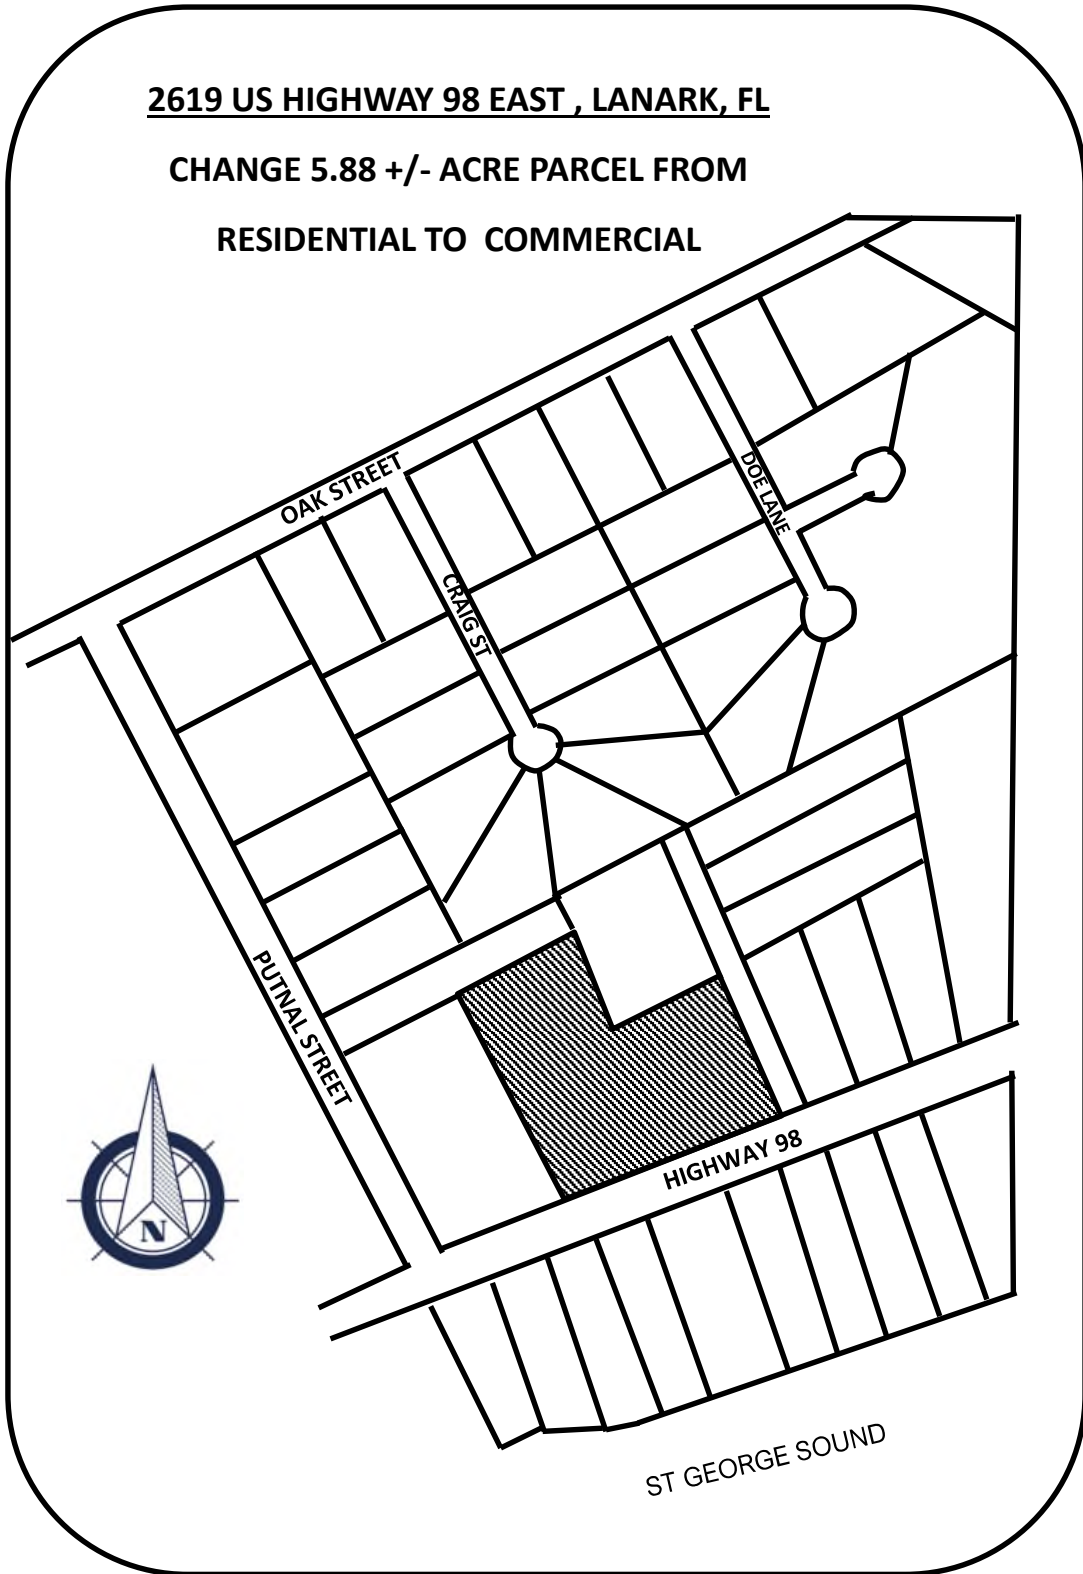 2619 US HIGHWAY 98 EAST , LANARK, FL
CHANGE 5.88 +/- ACRE PARCEL FROM
RESIDENTIAL TO COMMERCIAL
OAK STREET
DOE LANE
CRAIG ST
PUTNAL STREET
HIGHWAY 98
N
ST GEORGE SOUND